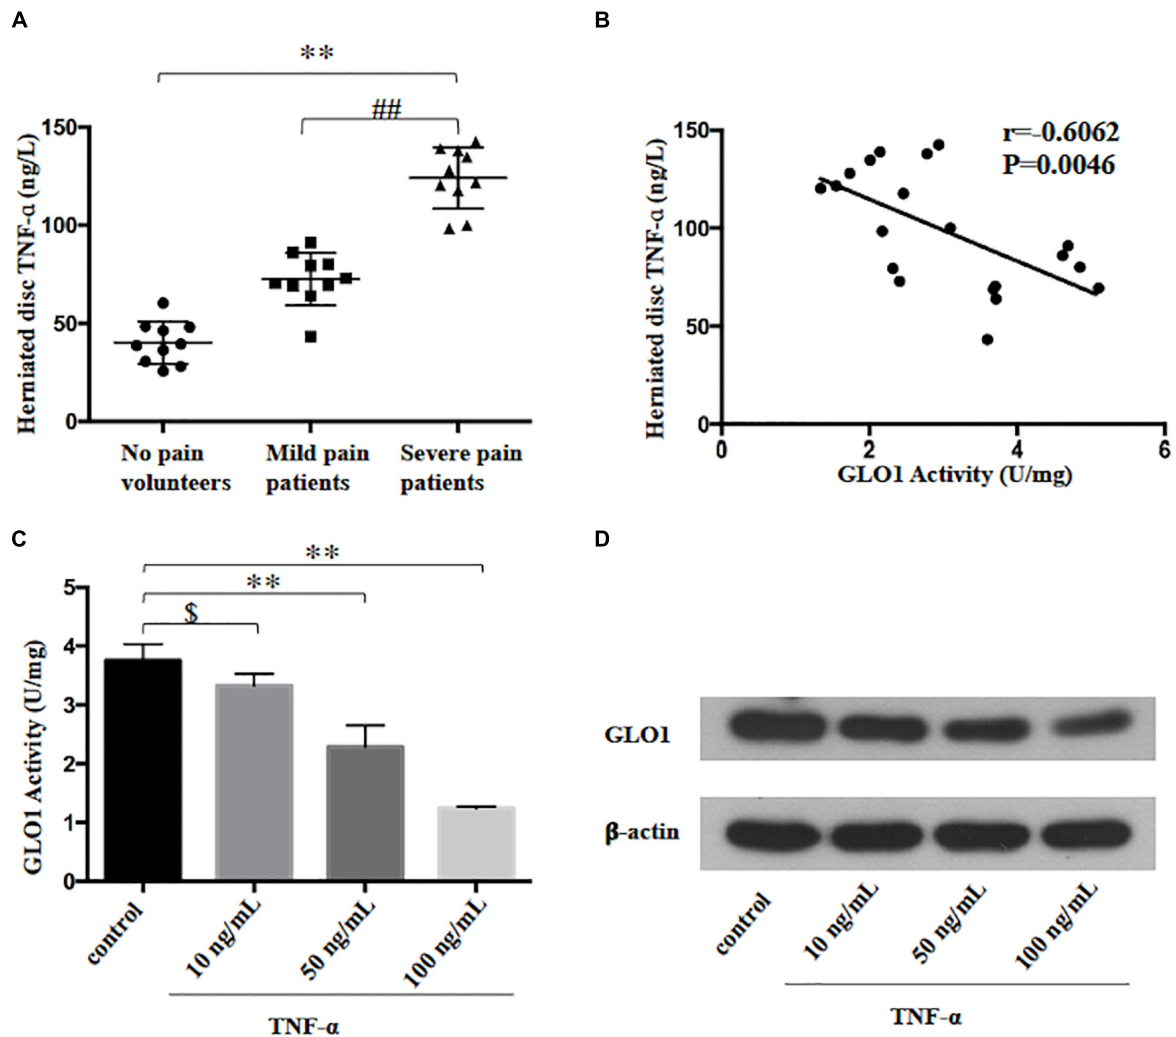 A
**
##
Herniated disc TNF-α (ng/L)
150
100
50
0
No pain
volunteers
Mild pain
patients
Severe pain
patients
B
r=-0.6062
P=0.0046
Herniated disc TNF-α (ng/L)
150
100
50
0
0
2
4
6
GLO1 Activity (U/mg)
C
**
**
$
GLO1 Activity (U/mg)
5
4
3
2
1
0
control
10 ng/mL
50 ng/mL
100 ng/mL
TNF-α
D
GLO1
β-actin
control
10 ng/mL
50 ng/mL
100 ng/mL
TNF-α